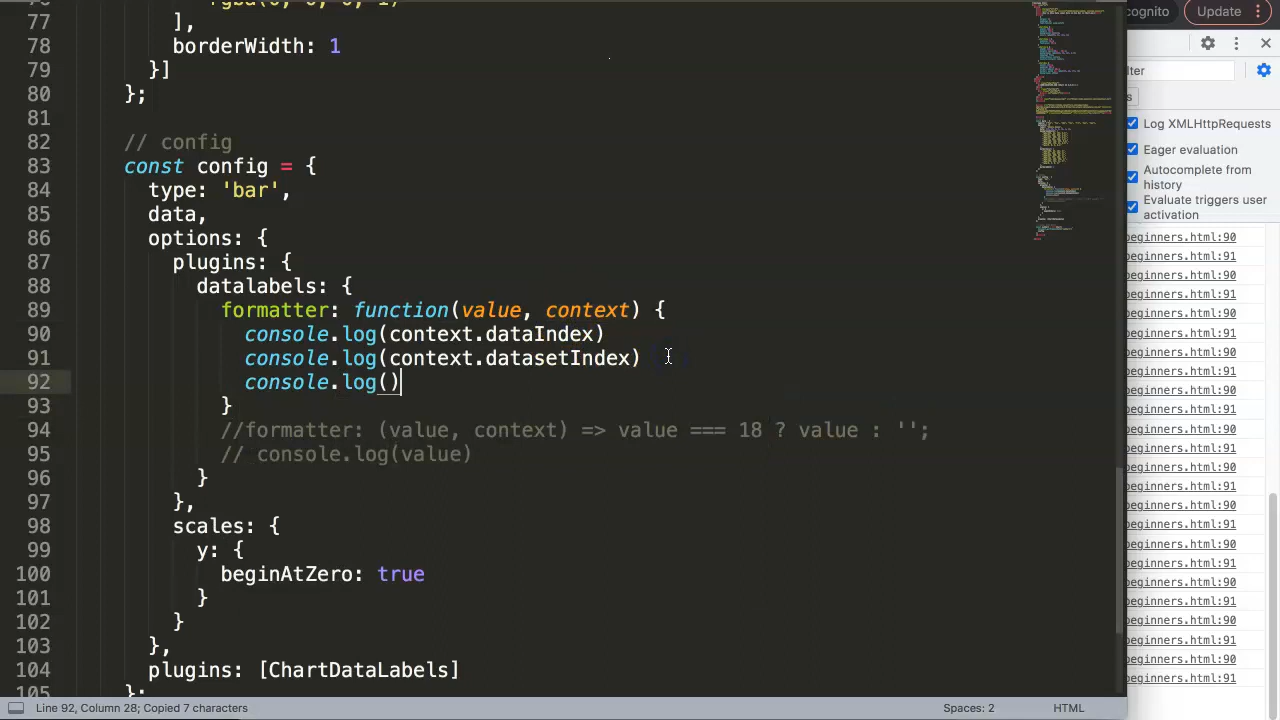 76 'rgba(0, 0, 0, 1)'
77 ],
78 borderWidth: 1
79 }]
80 };
81
82 // config
83 const config = {
84 type: 'bar',
85 data,
86 options: {
87 plugins: {
88 datalabels: {
89 formatter: function(value, context) {
90 console.log(context.dataIndex)
91 console.log(context.datasetIndex)
92 console.log()
93 }
94 //formatter: (value, context) => value === 18 ? value : '';
95 // console.log(value)
96 }
97 },
98 scales: {
99 y: {
100 beginAtZero: true
101 }
102 }
103 },
104 plugins: [ChartDataLabels]
105 };
Line 92, Column 28; Copied 7 characters
Spaces: 2
HTML
cognito
Update
lter
s
Log XMLHttpRequests
Eager evaluation
Autocomplete from
history
Evaluate triggers user
activation
beginners.html:90
beginners.html:91
beginners.html:90
beginners.html:91
beginners.html:90
beginners.html:91
beginners.html:90
beginners.html:91
beginners.html:90
beginners.html:91
beginners.html:90
beginners.html:91
beginners.html:90
beginners.html:91
beginners.html:90
beginners.html:91
beginners.html:90
beginners.html:91
beginners.html:90
beginners.html:91
beginners.html:90
beginners.html:91
beginners.html:90
beginners.html:91